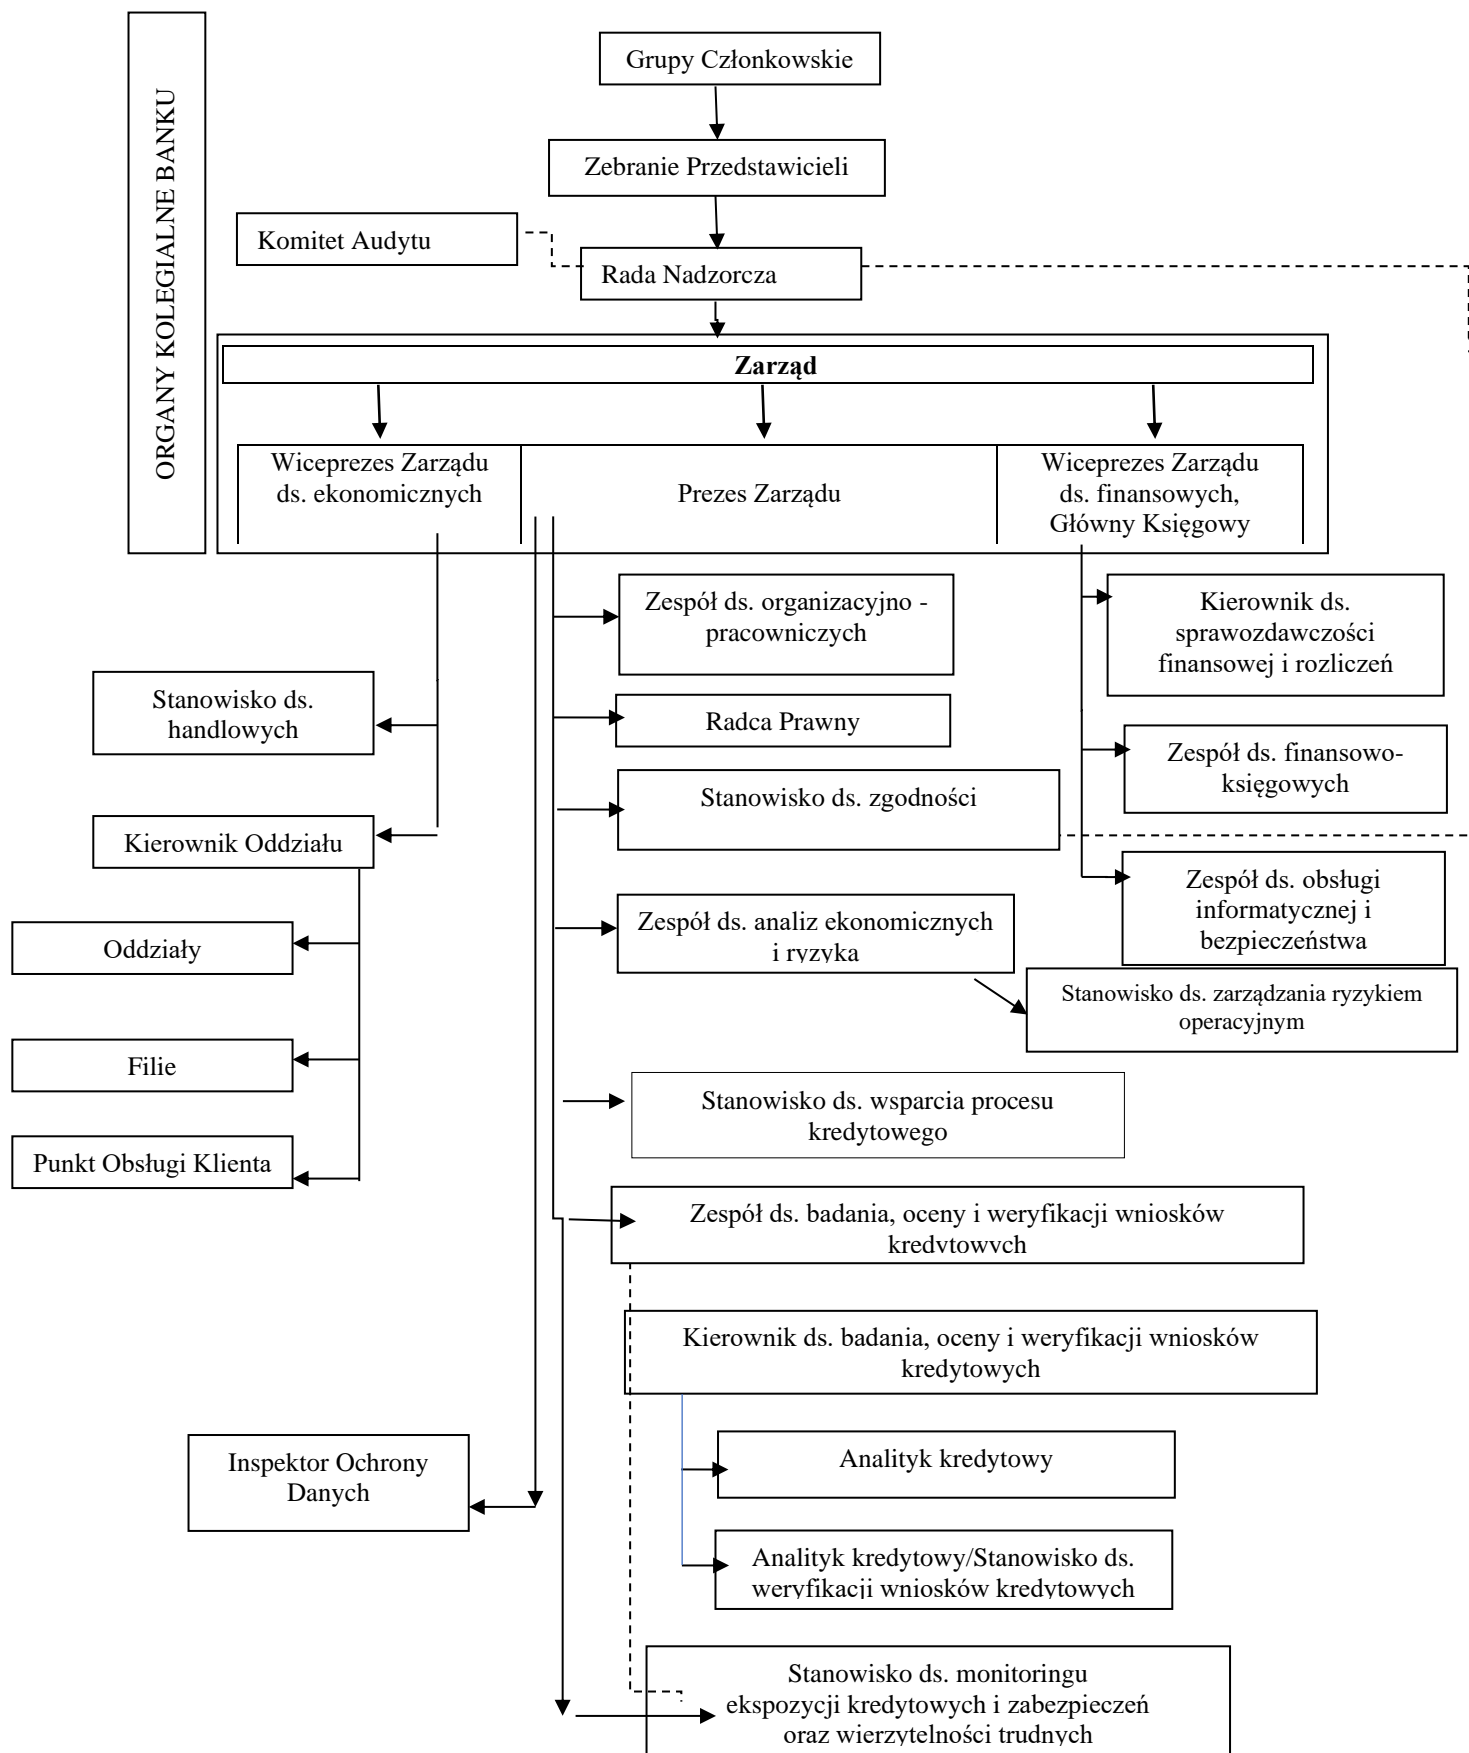 ORGANY KOLEGIALNE BANKU
Grupy Członkowskie
Zebranie Przedstawicieli
Komitet Audytu
Rada Nadzorcza
Zarząd
Wiceprezes Zarządu
ds. ekonomicznych
Prezes Zarządu
Wiceprezes Zarządu
ds. finansowych,
Główny Księgowy
Zespół ds. organizacyjno -
pracowniczych
Kierownik ds.
sprawozdawczości
finansowej i rozliczeń
Stanowisko ds.
handlowych
Radca Prawny
Zespół ds. finansowo-
księgowych
Stanowisko ds. zgodności
Kierownik Oddziału
Zespół ds. obsługi
informatycznej i
bezpieczeństwa
Zespół ds. analiz ekonomicznych
i ryzyka
Oddziały
Stanowisko ds. zarządzania ryzykiem
operacyjnym
Filie
Stanowisko ds. wsparcia procesu
kredytowego
Punkt Obsługi Klienta
Zespół ds. badania, oceny i weryfikacji wniosków
kredytowych
Kierownik ds. badania, oceny i weryfikacji wniosków
kredytowych
Inspektor Ochrony
Danych
Analityk kredytowy
Analityk kredytowy/Stanowisko ds.
weryfikacji wniosków kredytowych
Stanowisko ds. monitoringu
ekspozycji kredytowych i zabezpieczeń
oraz wierzytelności trudnych